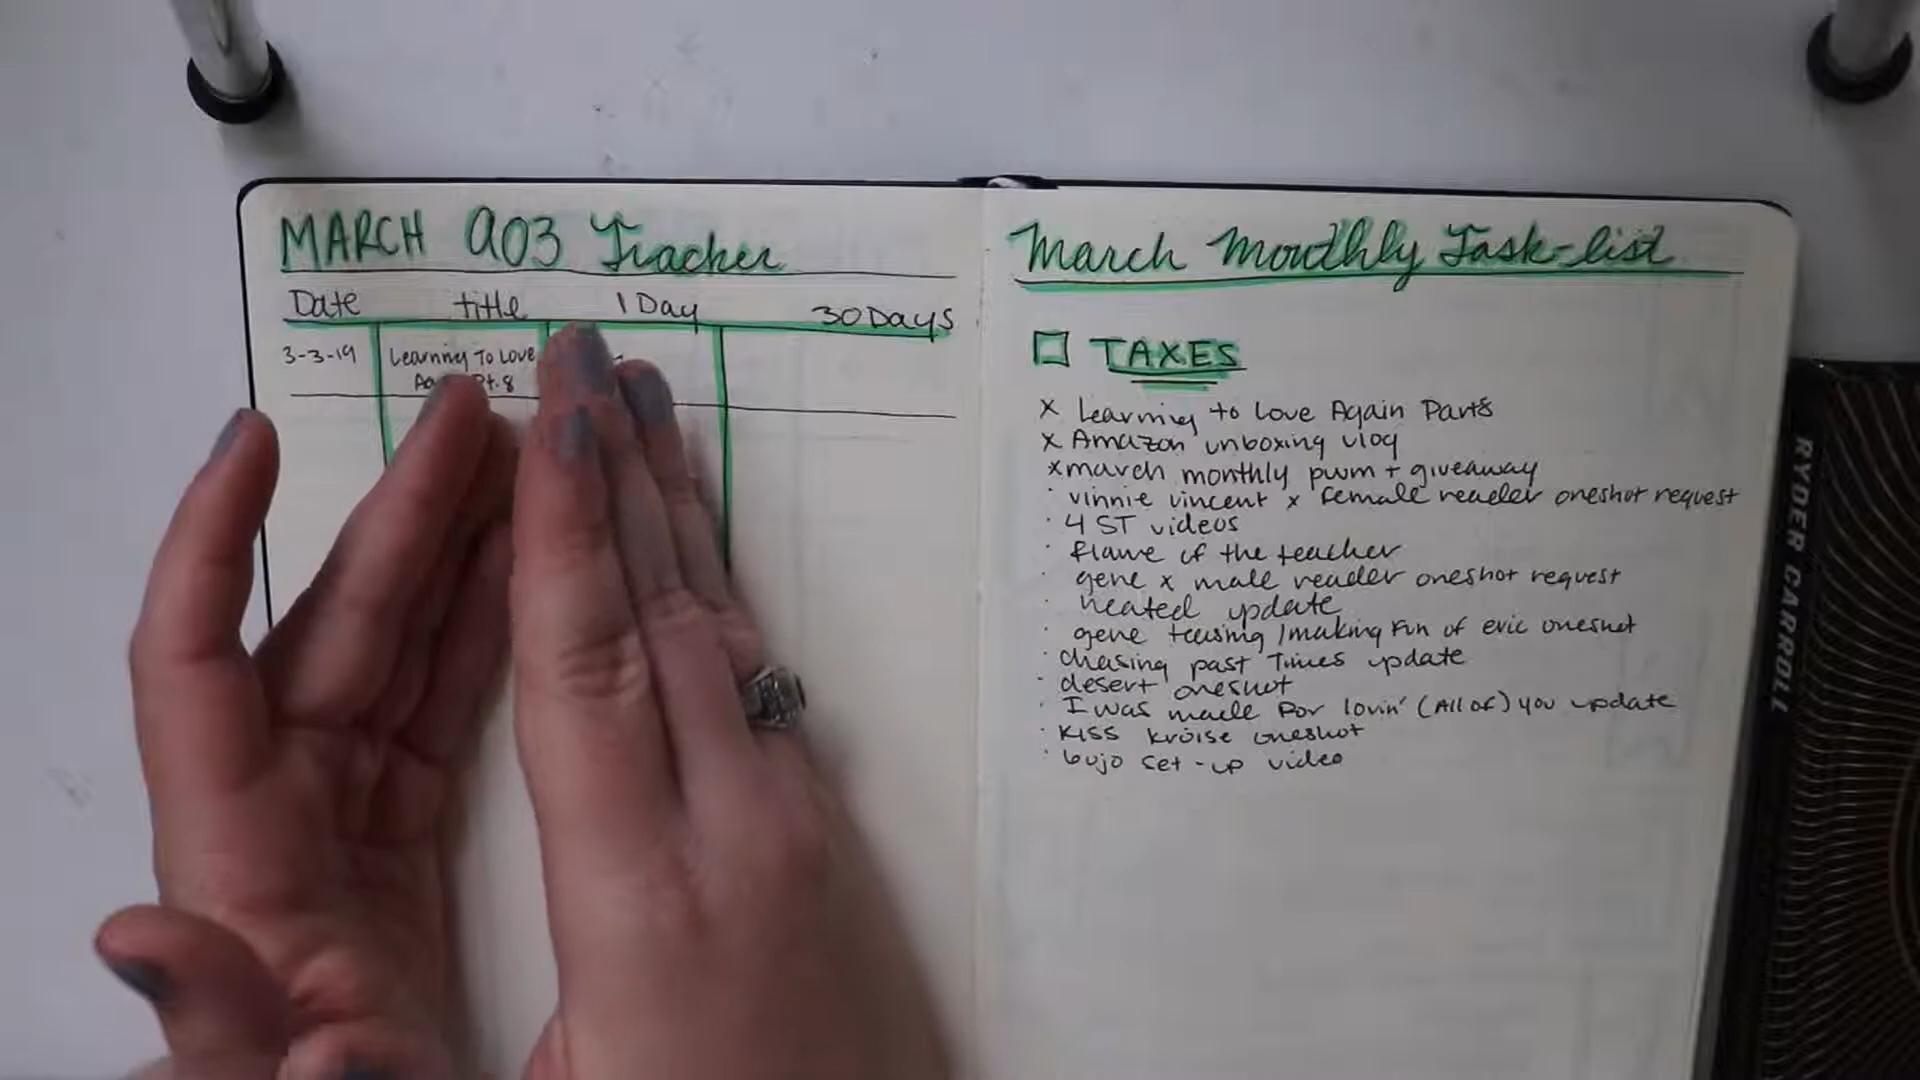 MARCH AO3 Tracker
Date title 1 Day 30 Days
3-3-19 Learning To Love
Pt. 8
March Monthly Task-list
TAXES
x Learning to Love Again Part 8
x Amazon unboxing vlog
x march monthly pwm + giveaway
· vinnie vincent x female reader oneshot request
· 4 ST videos
· flame of the teacher
· gene x male reader oneshot request
· heated update
· gene teasing / making fun of eric oneshot
· chasing past Times update
· desert oneshot
· I was made for lovin' (All of) you update
· KISS kroise oneshot
· bujo set-up video
RYDER CARROLL